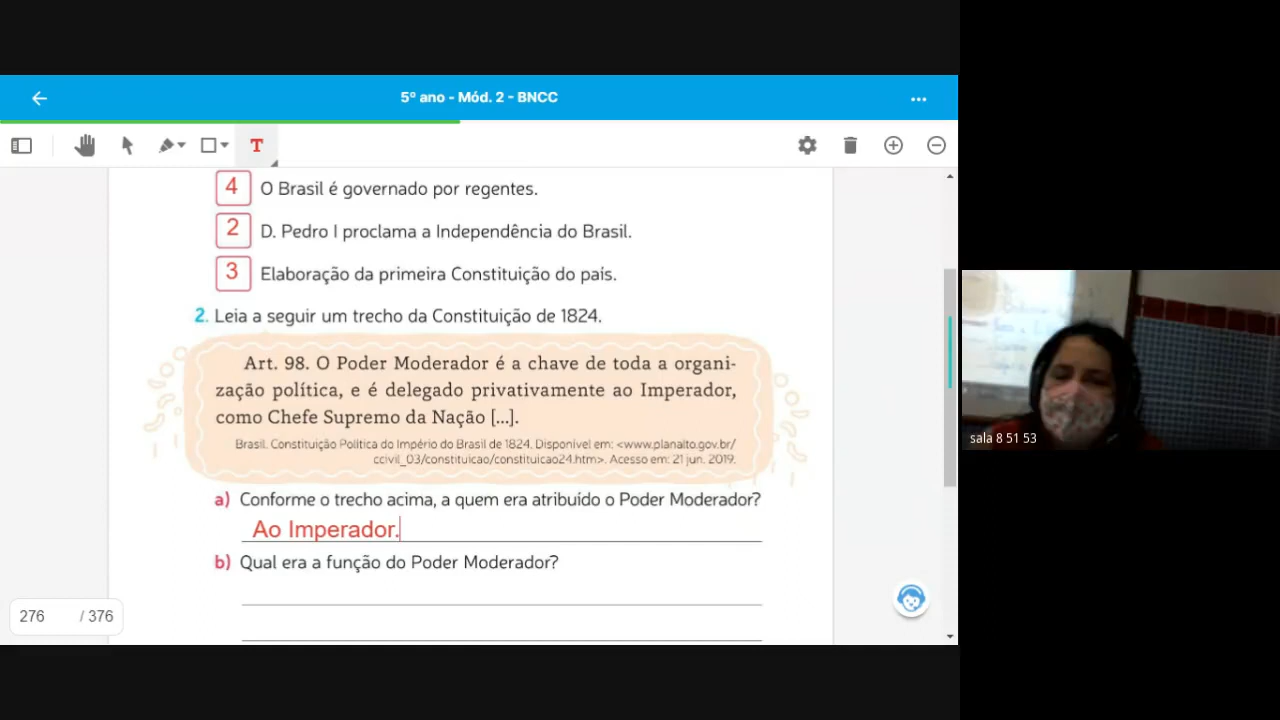 5º ano - Mód. 2 - BNCC
T
4 O Brasil é governado por regentes.
2 D. Pedro I proclama a Independência do Brasil.
3 Elaboração da primeira Constituição do país.
2. Leia a seguir um trecho da Constituição de 1824.
Art. 98. O Poder Moderador é a chave de toda a organi-
zação política, e é delegado privativamente ao Imperador,
como Chefe Supremo da Nação [...].
Brasil. Constituição Política do Império do Brasil de 1824. Disponível em: <www.planalto.gov.br/
ccivil_03/constituicao/constituicao24.htm>. Acesso em: 21 jun. 2019.
a) Conforme o trecho acima, a quem era atribuído o Poder Moderador?
Ao Imperador.
b) Qual era a função do Poder Moderador?
276 / 376
sala 8 51 53